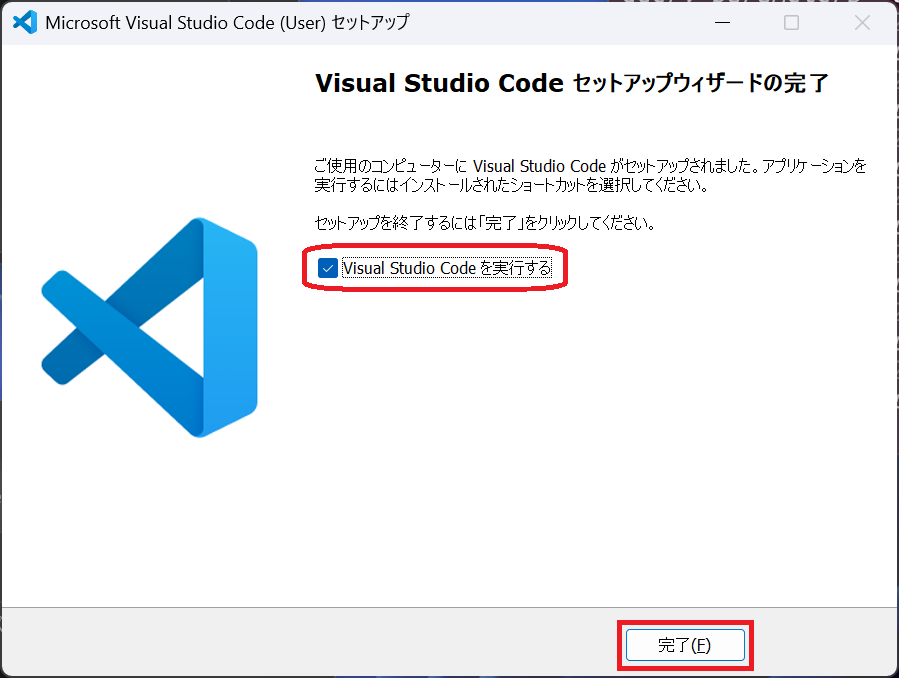 Microsoft Visual Studio Code (User) セットアップ
Visual Studio Code セットアップウィザードの完了
ご使用のコンピューターに Visual Studio Code がセットアップされました。アプリケーションを
実行するにはインストールされたショートカットを選択してください。
セットアップを終了するには「完了」をクリックしてください。
Visual Studio Code を実行する
完了(F)